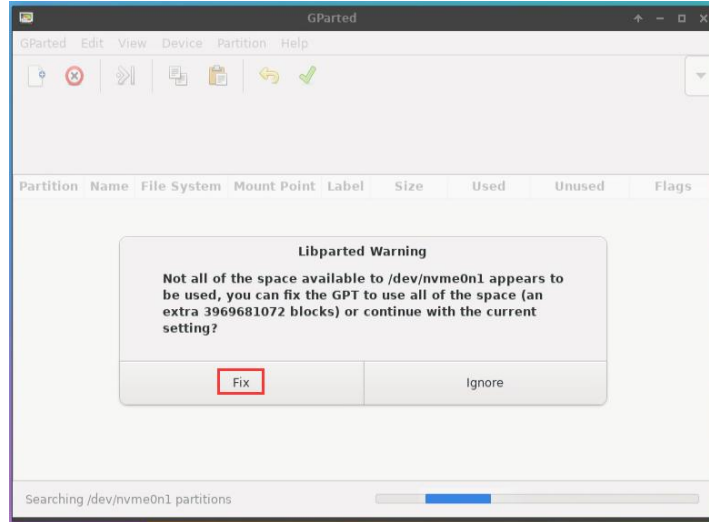 GParted
GParted Edit View Device Partition Help
Partition Name File System Mount Point Label Size Used Unused Flags
Libparted Warning
Not all of the space available to /dev/nvme0n1 appears to
be used, you can fix the GPT to use all of the space (an
extra 3969681072 blocks) or continue with the current
setting?
Fix Ignore
Searching /dev/nvme0n1 partitions